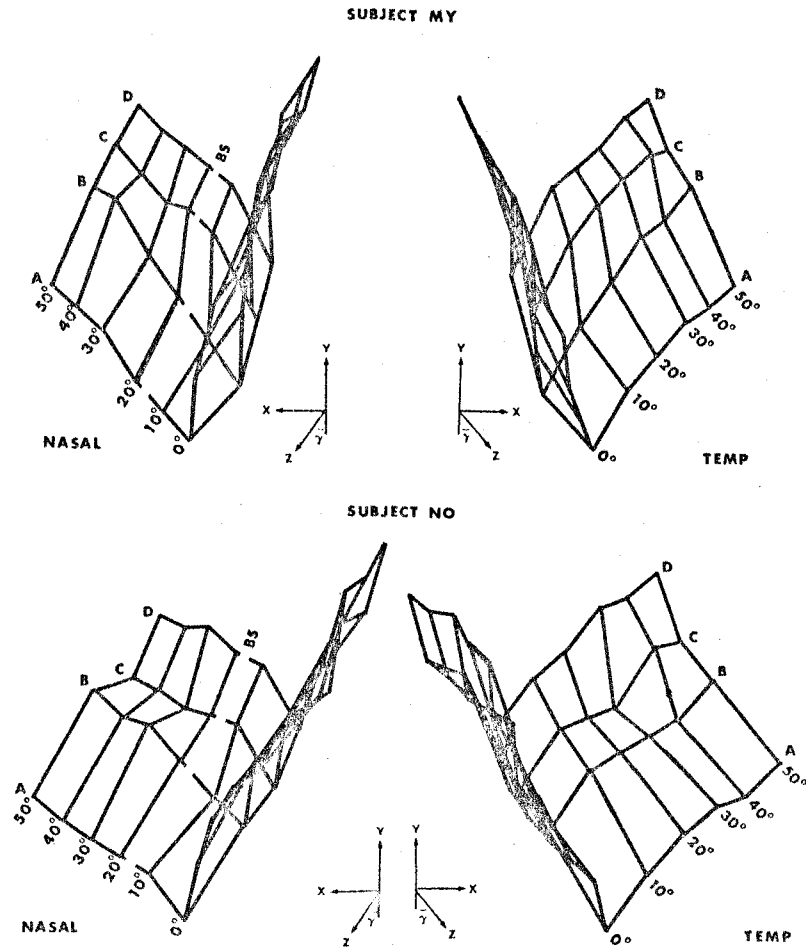 SUBJECT MY
D
C
BS
B
A
50°
40°
30°
20°
10°
0°
NASAL
Y
X
Z
γ̄
D
C
B
A
50°
40°
30°
20°
10°
0°
TEMP
Y
X
Z
γ̄
SUBJECT NO
D
BS
C
B
A
50°
40°
30°
20°
10°
0°
NASAL
Y
X
Z
γ̄
D
C
B
A
50°
40°
30°
20°
10°
0°
TEMP
Y
X
Z
γ̄